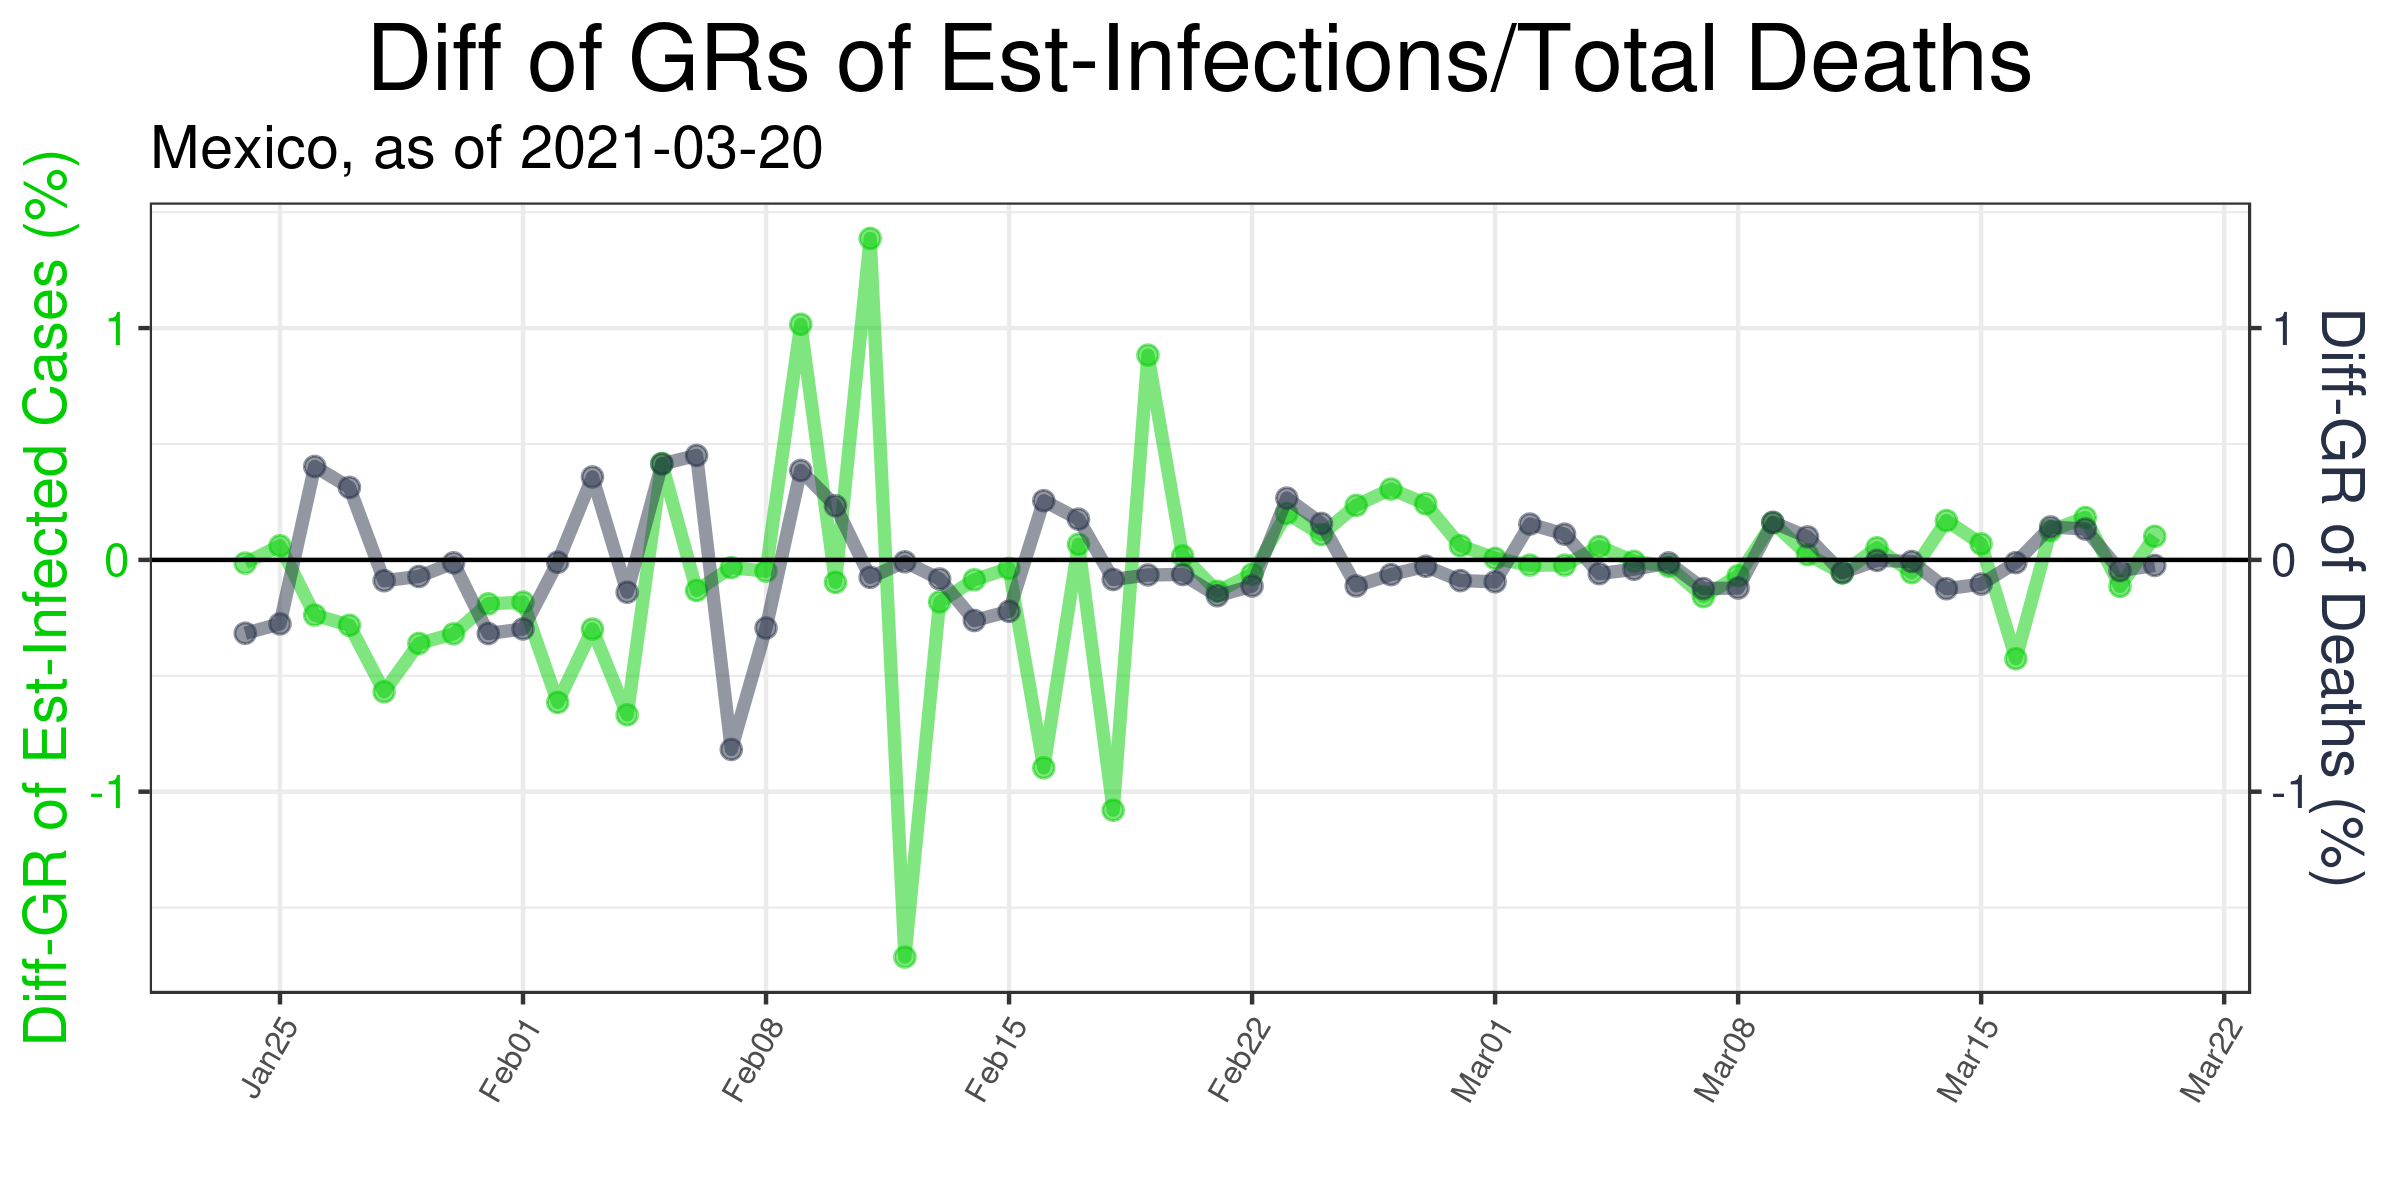 Diff of GRs of Est-Infections/Total Deaths
Mexico, as of 2021-03-20
Diff-GR of Est-Infected Cases (%)
1
0
-1
1
0
-1
Diff-GR of Deaths (%)
Jan25
Feb01
Feb08
Feb15
Feb22
Mar01
Mar08
Mar15
Mar22